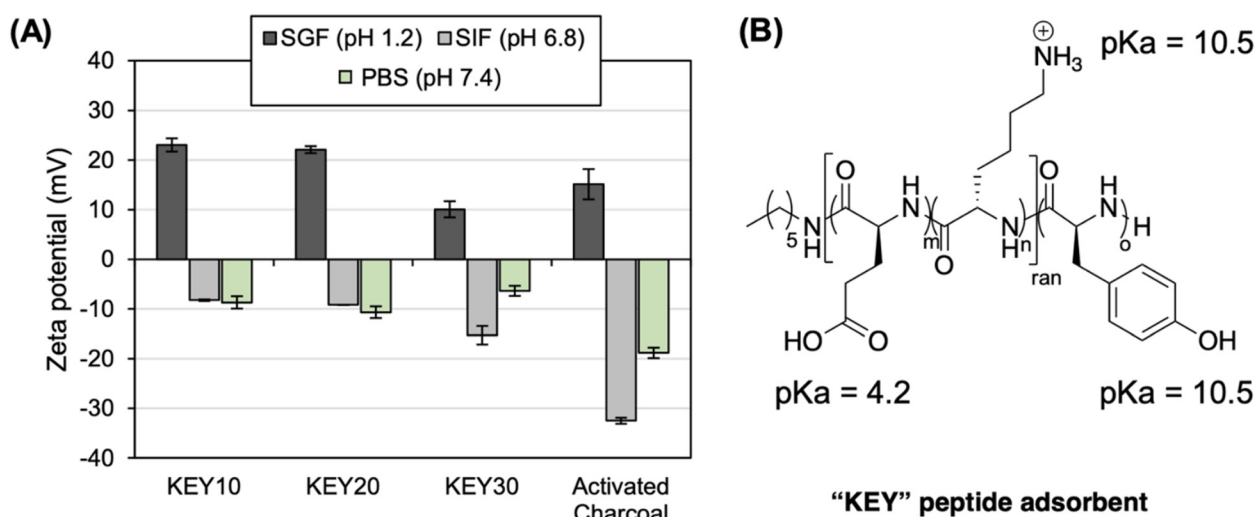 (A)
SGF (pH 1.2) SIF (pH 6.8)
PBS (pH 7.4)
Zeta potential (mV)
40
30
20
10
0
-10
-20
-30
-40
KEY10 KEY20 KEY30 Activated
Charcoal
(B)
NH3 pKa = 10.5
+
O H O H
N N
( )5 N m O N n o H
H H ran
HO O OH
pKa = 4.2 pKa = 10.5
“KEY” peptide adsorbent